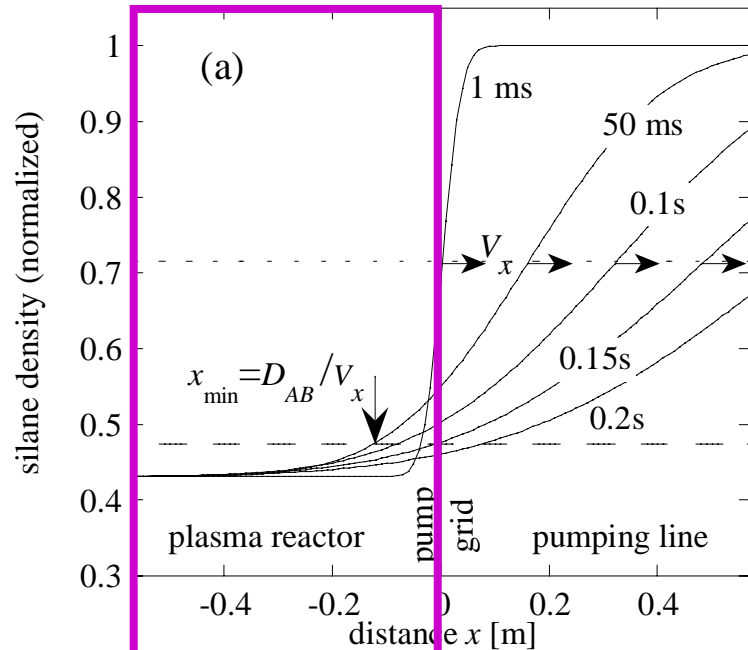 (a)
1
0.9
0.8
0.7
0.6
0.5
0.4
0.3
silane density (normalized)
1 ms
50 ms
0.1s
V_x
x_min=D_AB/V_x
0.15s
0.2s
pump
grid
plasma reactor
pumping line
-0.4 -0.2 0 0.2 0.4
distance x [m]